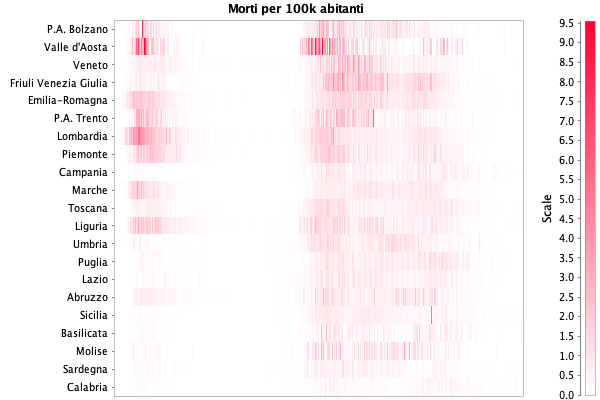 Morti per 100k abitanti
P.A. Bolzano
Valle d'Aosta
Veneto
Friuli Venezia Giulia
Emilia-Romagna
P.A. Trento
Lombardia
Piemonte
Campania
Marche
Toscana
Liguria
Umbria
Puglia
Lazio
Abruzzo
Sicilia
Basilicata
Molise
Sardegna
Calabria
Scale
9.5
9.0
8.5
8.0
7.5
7.0
6.5
6.0
5.5
5.0
4.5
4.0
3.5
3.0
2.5
2.0
1.5
1.0
0.5
0.0